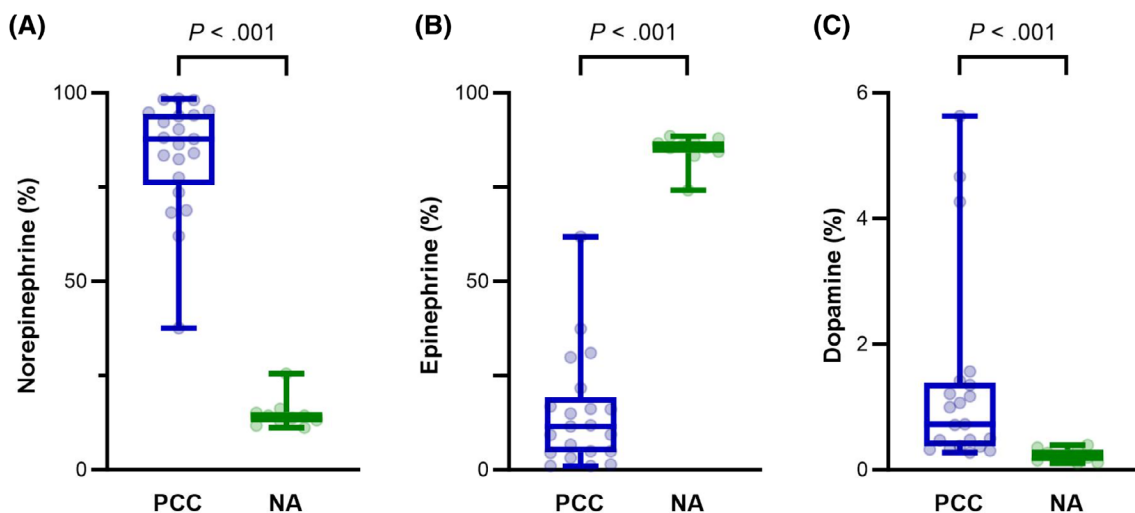 (A)
P < .001
Norepinephrine (%)
100
50
0
PCC NA
(B)
P < .001
Epinephrine (%)
100
50
0
PCC NA
(C)
P < .001
Dopamine (%)
6
4
2
0
PCC NA